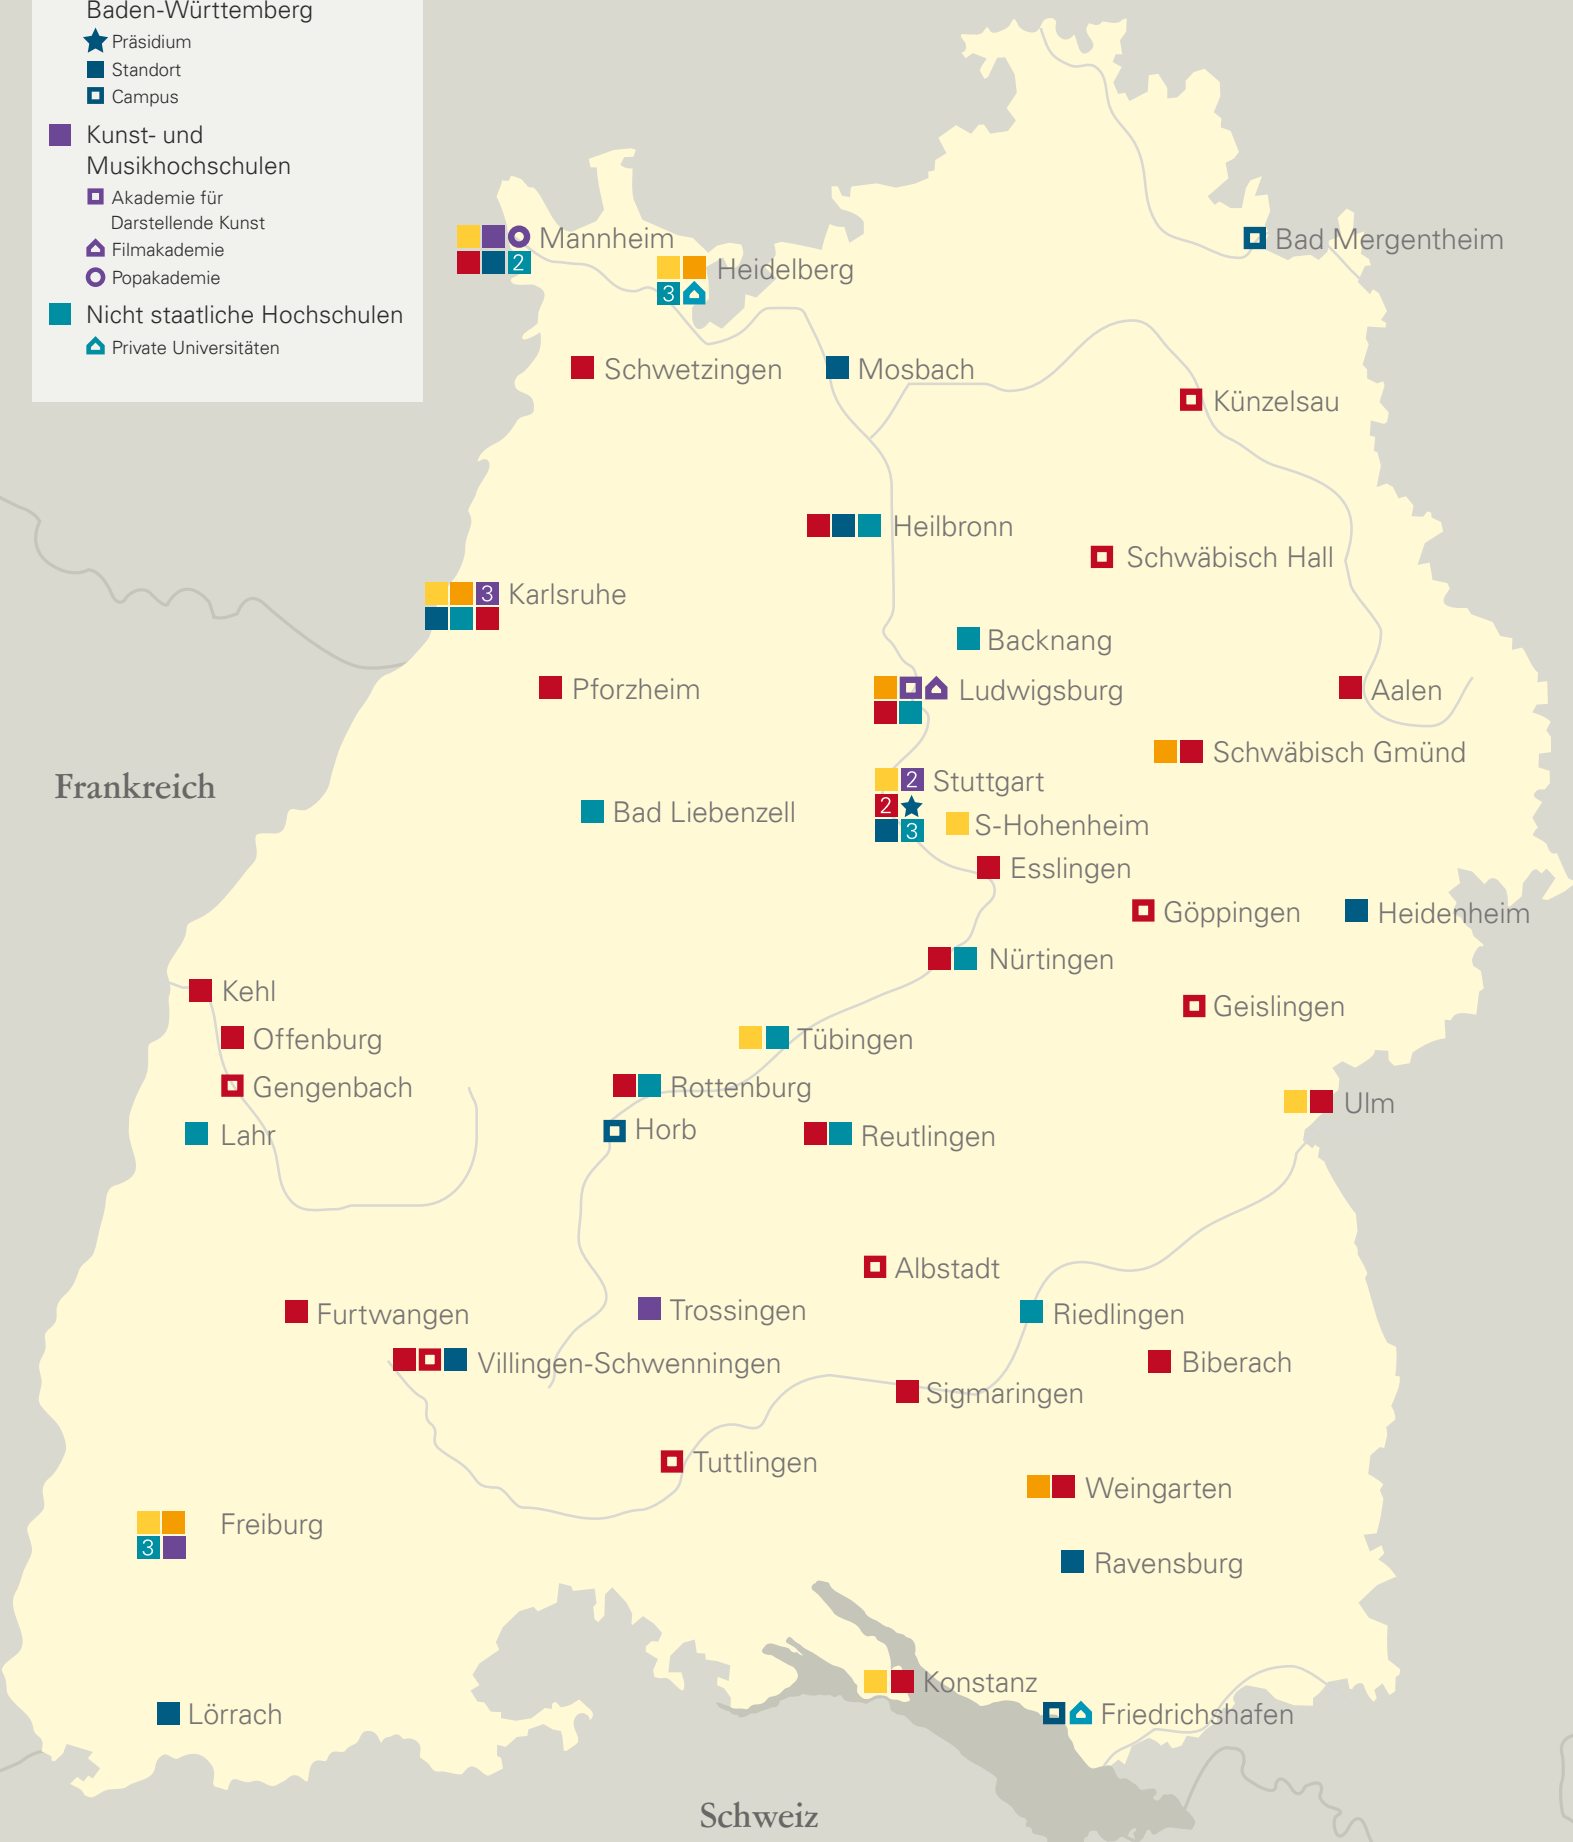 Baden-Württemberg
Präsidium
Standort
Campus
Kunst- und
Musikhochschulen
Akademie für
Darstellende Kunst
Filmakademie
Popakademie
Nicht staatliche Hochschulen
Private Universitäten
Mannheim
2
Bad Mergentheim
Heidelberg
3
Schwetzingen
Mosbach
Künzelsau
Heilbronn
Schwäbisch Hall
3 Karlsruhe
Backnang
Pforzheim
Ludwigsburg
Aalen
Schwäbisch Gmünd
Frankreich
2 Stuttgart
2
Bad Liebenzell
3
S-Hohenheim
Esslingen
Göppingen
Heidenheim
Nürtingen
Kehl
Geislingen
Offenburg
Tübingen
Gengenbach
Rottenburg
Ulm
Lahr
Horb
Reutlingen
Albstadt
Furtwangen
Trossingen
Riedlingen
Villingen-Schwenningen
Biberach
Sigmaringen
Tuttlingen
Weingarten
Freiburg
3
Ravensburg
Konstanz
Lörrach
Friedrichshafen
Schweiz